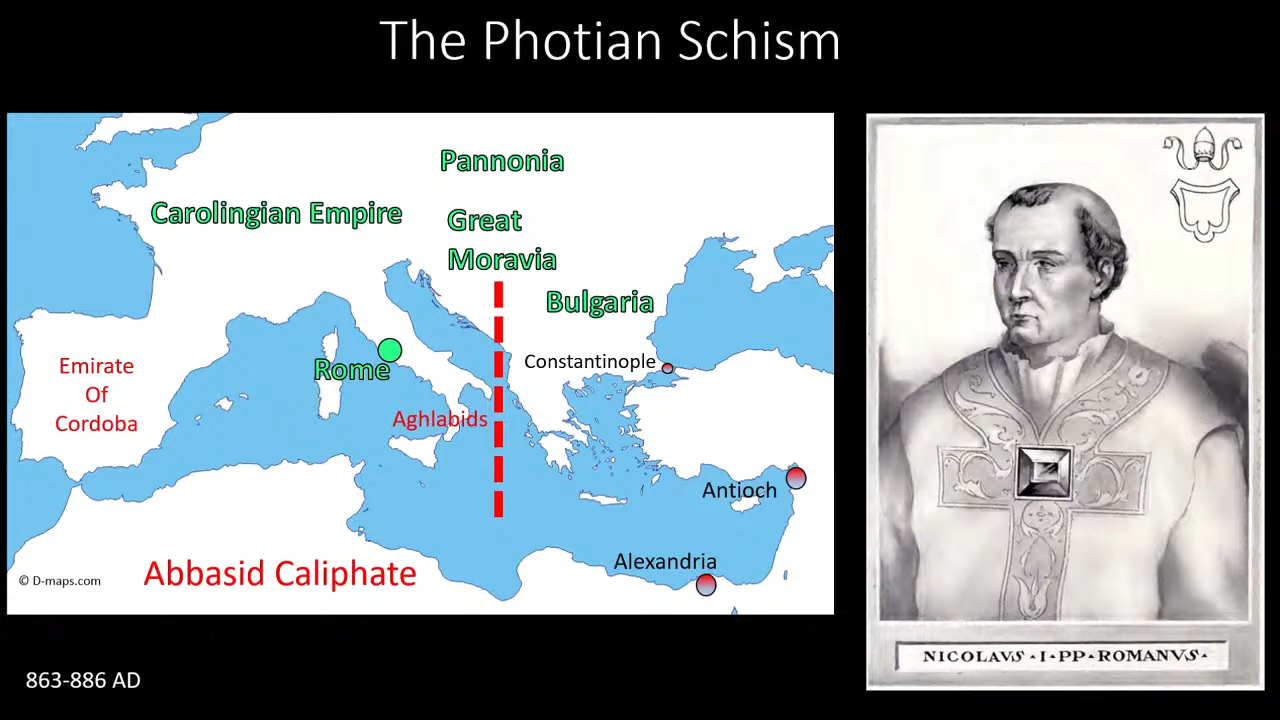 The Photian Schism
Pannonia
Carolingian Empire
Great
Moravia
Bulgaria
Constantinople
Rome
Emirate
Of
Cordoba
Aghlabids
Antioch
Alexandria
Abbasid Caliphate
© D-maps.com
NICOLAVS · I · PP · ROMANVS ·
863-886 AD